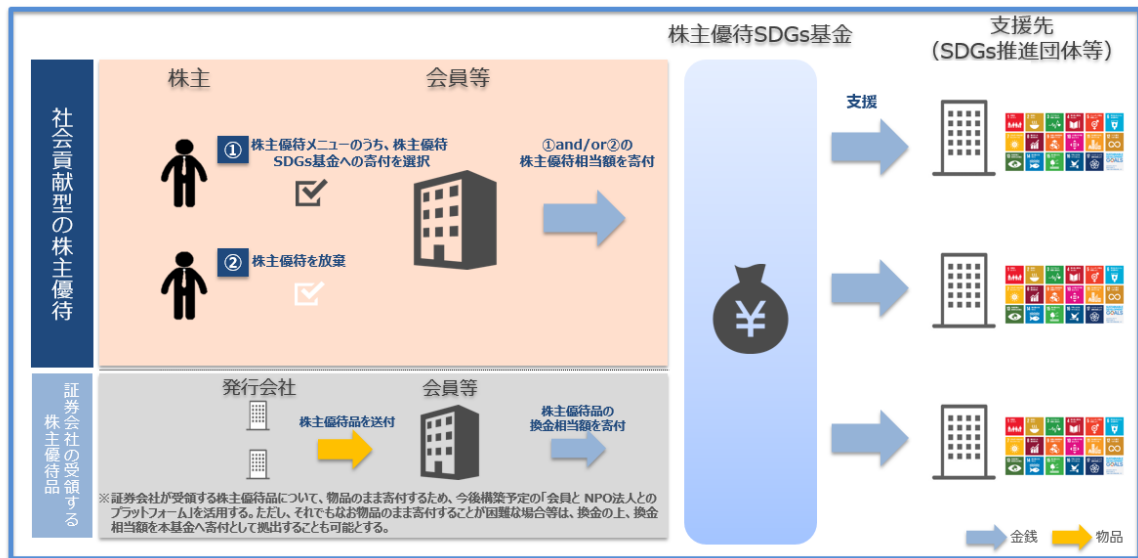 株主優待SDGs基金
支援先
（SDGs推進団体等）
社会貢献型の株主優待
株主
会員等
① 株主優待メニューのうち、株主優待
SDGs基金への寄付を選択
①and/or②の
株主優待相当額を寄付
② 株主優待を放棄
支援
¥
証券会社の受領する
株主優待品
発行会社
会員等
株主優待品を送付
株主優待品の
換金相当額を寄付
※証券会社が受領する株主優待品について、物品のまま寄付するため、今後構築予定の「会員と NPO法人との
プラットフォーム」を活用する。ただし、それでもなお物品のまま寄付することが困難な場合等は、換金の上、換金
相当額を本基金へ寄付として拠出することも可能とする。
金銭
物品